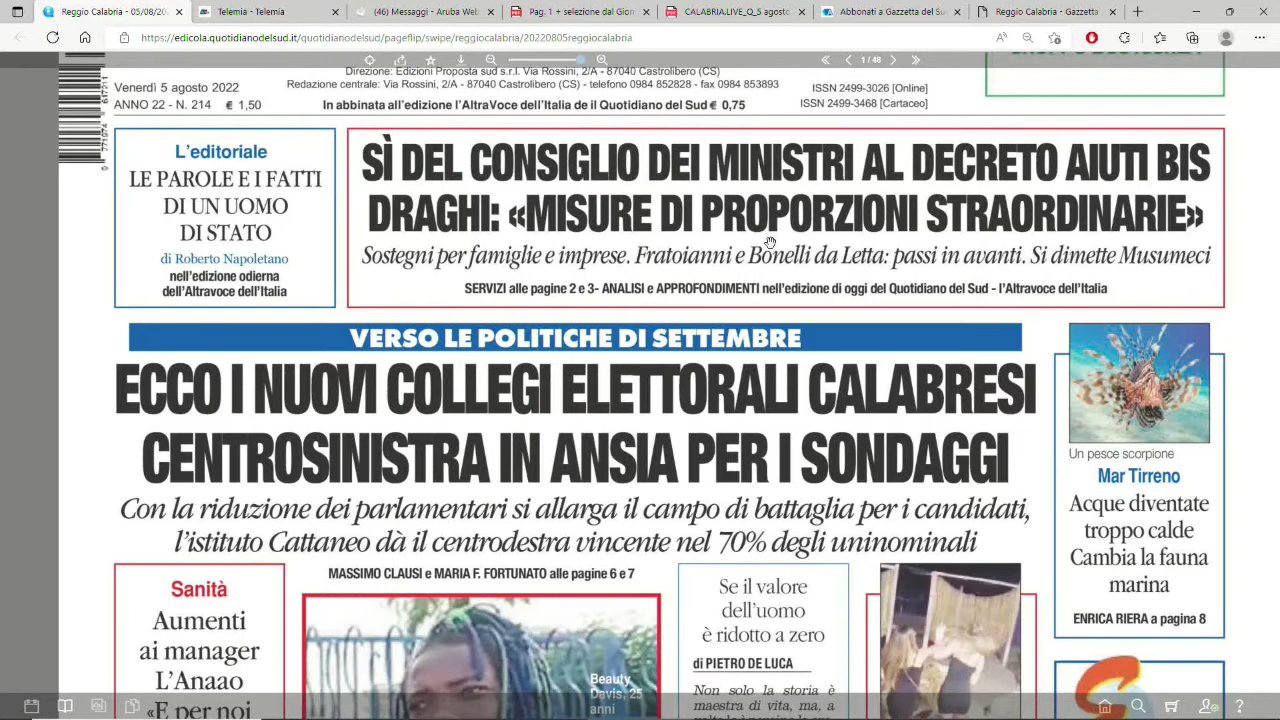 Reggio Calabria - 05/08/20
Telemia - Telemia
(46) Messaggi - Aruba Web
Pag. 1 + selezione dal Giorn
CALABRIA.LIVE 5 agosto
Abbonati a Gazzetta del Su
Reggio Calabria - Gazzetta
https://edicola.quotidianodelsud.it/quotidianodelsud/pageflip/swipe/reggiocalabria/20220805reggiocalabria
1 / 48
Direzione: Edizioni Proposta sud s.r.l. Via Rossini, 2/A - 87040 Castrolibero (CS)
Venerdì 5 agosto 2022
Redazione centrale: Via Rossini, 2/A - 87040 Castrolibero (CS) - telefono 0984 852828 - fax 0984 853893
ISSN 2499-3026 [Online]
ANNO 22 - N. 214 € 1,50
In abbinata all'edizione l'AltraVoce dell'Italia de il Quotidiano del Sud € 0,75
ISSN 2499-3468 [Cartaceo]
L'editoriale
LE PAROLE E I FATTI
DI UN UOMO
DI STATO
di Roberto Napoletano
nell'edizione odierna
dell'Altravoce dell'Italia
SÌ DEL CONSIGLIO DEI MINISTRI AL DECRETO AIUTI BIS
DRAGHI: «MISURE DI PROPORZIONI STRAORDINARIE»
Sostegni per famiglie e imprese. Fratoianni e Bonelli da Letta: passi in avanti. Si dimette Musumeci
SERVIZI alle pagine 2 e 3- ANALISI e APPROFONDIMENTI nell'edizione di oggi del Quotidiano del Sud - l'Altravoce dell'Italia
VERSO LE POLITICHE DI SETTEMBRE
ECCO I NUOVI COLLEGI ELETTORALI CALABRESI
CENTROSINISTRA IN ANSIA PER I SONDAGGI
Con la riduzione dei parlamentari si allarga il campo di battaglia per i candidati,
l'istituto Cattaneo dà il centrodestra vincente nel 70% degli uninominali
MASSIMO CLAUSI e MARIA F. FORTUNATO alle pagine 6 e 7
Un pesce scorpione
Mar Tirreno
Acque diventate
troppo calde
Cambia la fauna
marina
ENRICA RIERA a pagina 8
Sanità
Aumenti
ai manager
L'Anaao
«E per noi
Beauty
Davis, 25
anni
Se il valore
dell'uomo
è ridotto a zero
di PIETRO DE LUCA
Non solo la storia è
maestra di vita, ma, a